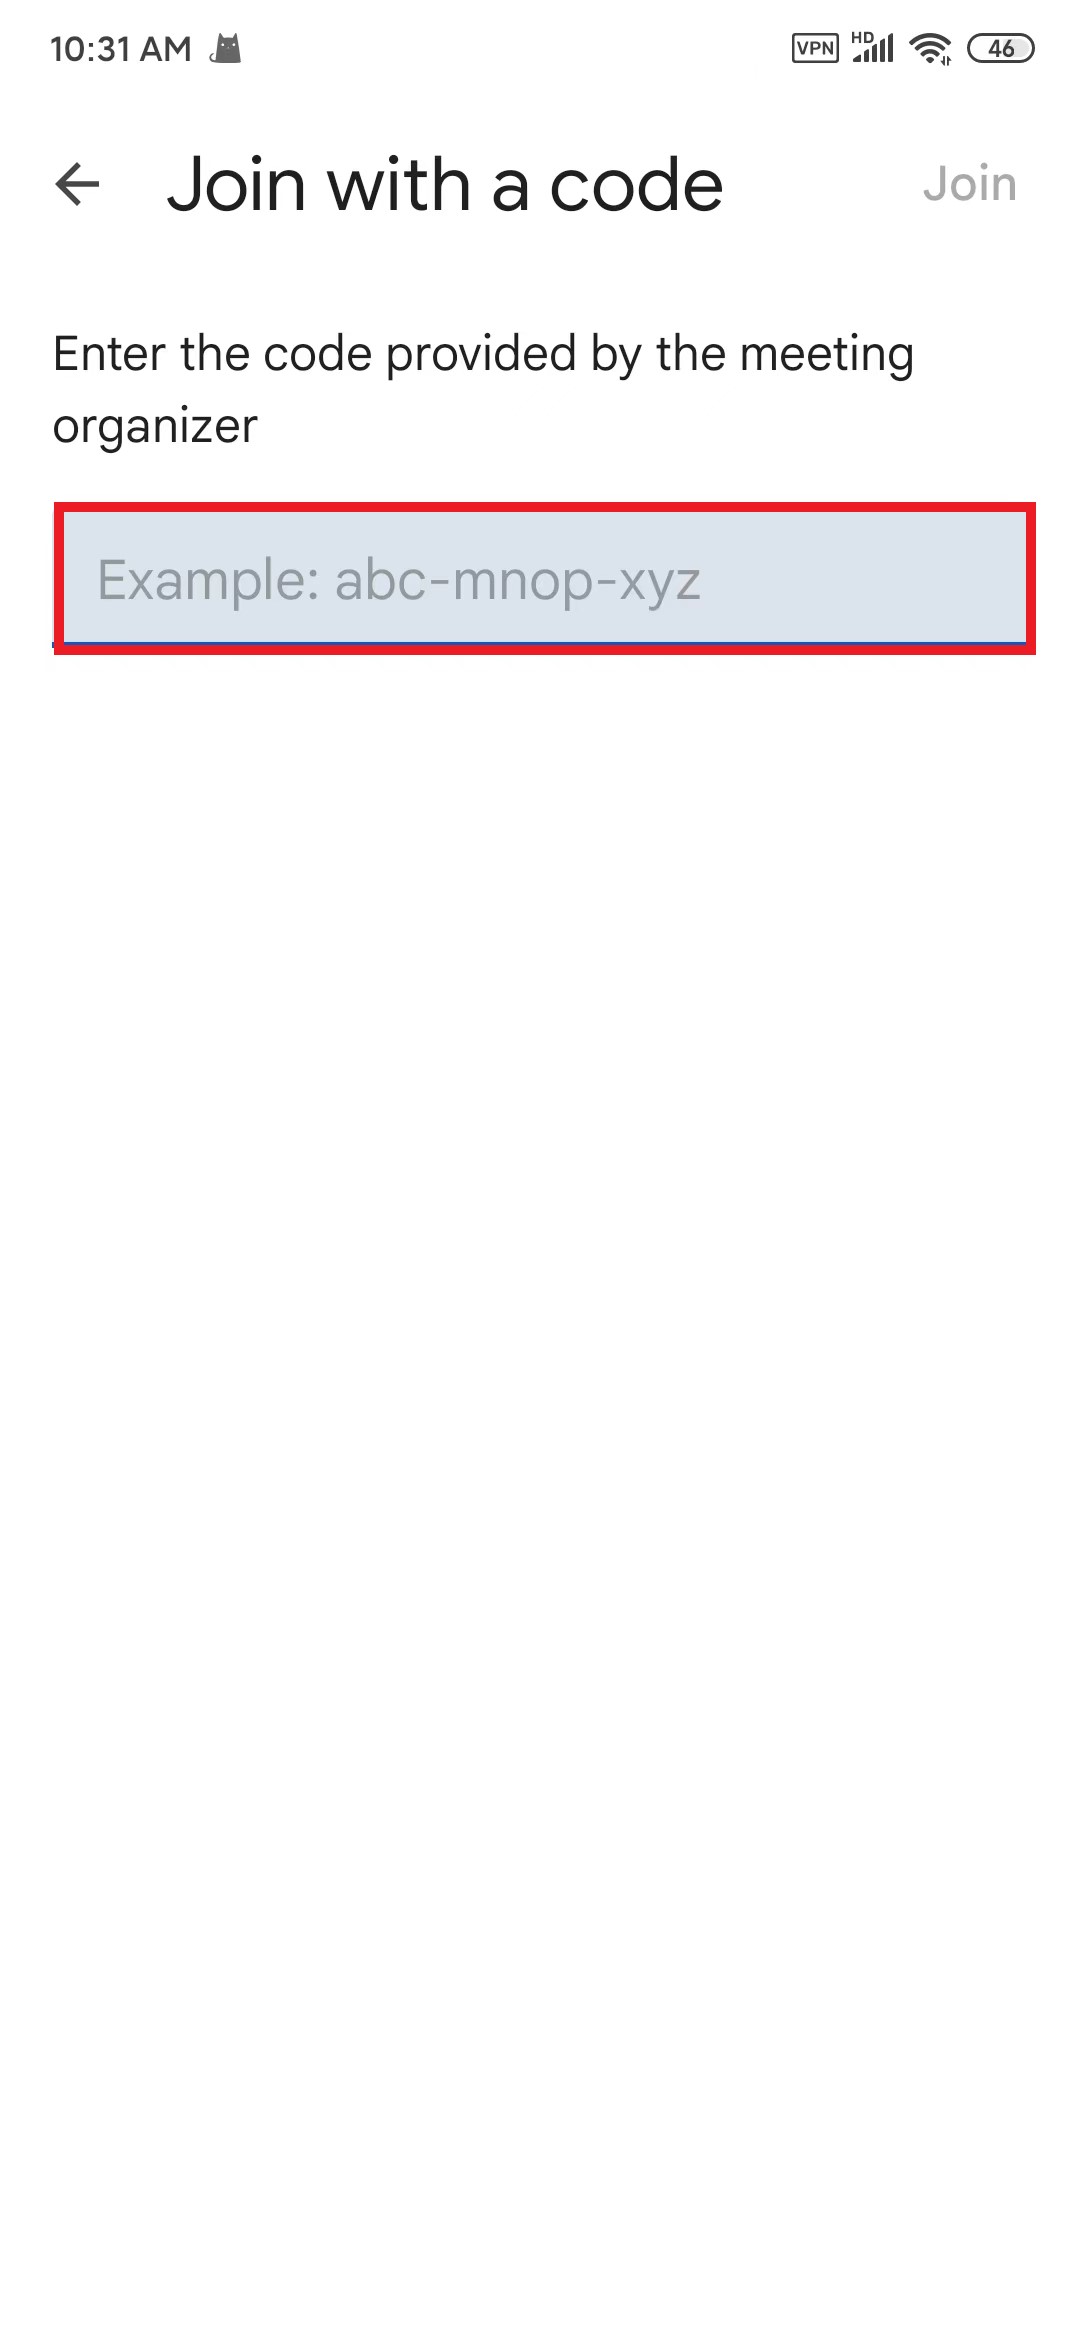 10:31 AM VPN HD 46
Join with a code Join
Enter the code provided by the meeting
organizer
Example: abc-mnop-xyz